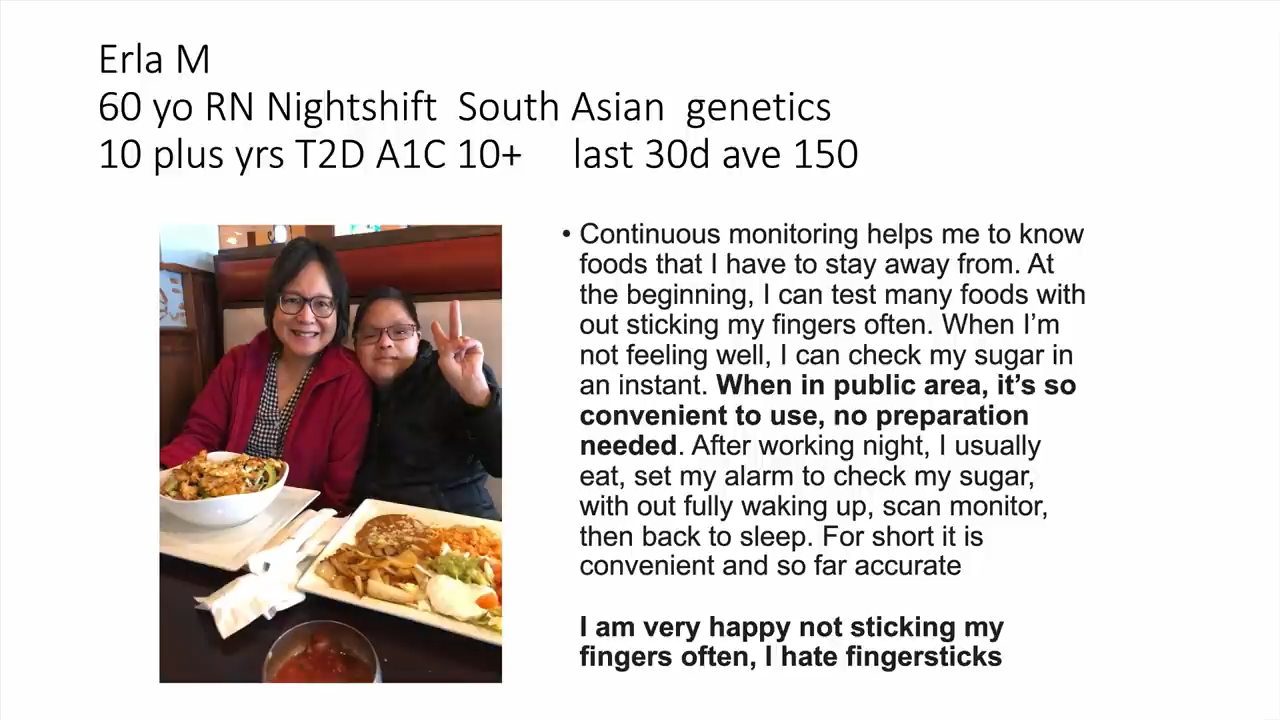 Erla M
60 yo RN Nightshift South Asian genetics
10 plus yrs T2D A1C 10+ last 30d ave 150
• Continuous monitoring helps me to know
foods that I have to stay away from. At
the beginning, I can test many foods with
out sticking my fingers often. When I’m
not feeling well, I can check my sugar in
an instant. When in public area, it’s so
convenient to use, no preparation
needed. After working night, I usually
eat, set my alarm to check my sugar,
with out fully waking up, scan monitor,
then back to sleep. For short it is
convenient and so far accurate
I am very happy not sticking my
fingers often, I hate fingersticks